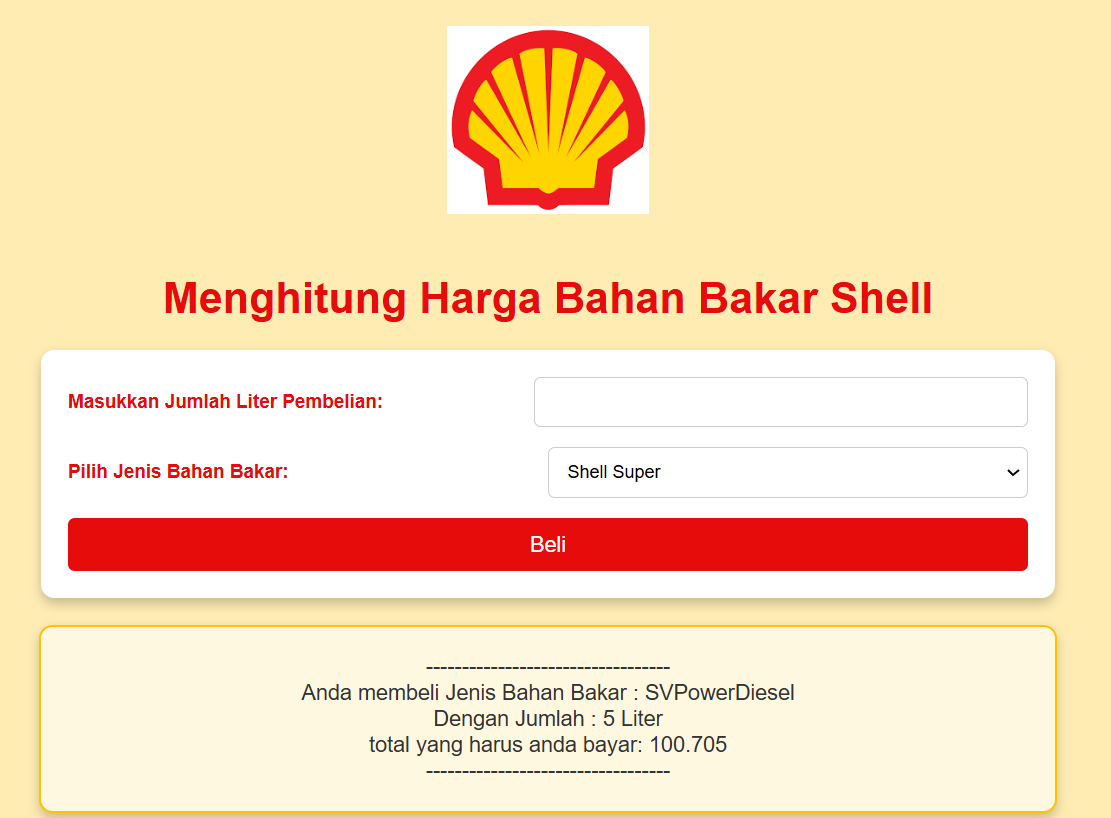 Menghitung Harga Bahan Bakar Shell
Masukkan Jumlah Liter Pembelian:
Pilih Jenis Bahan Bakar:
Shell Super
Beli
----------------------------------
Anda membeli Jenis Bahan Bakar : SVPowerDiesel
Dengan Jumlah : 5 Liter
total yang harus anda bayar: 100.705
----------------------------------